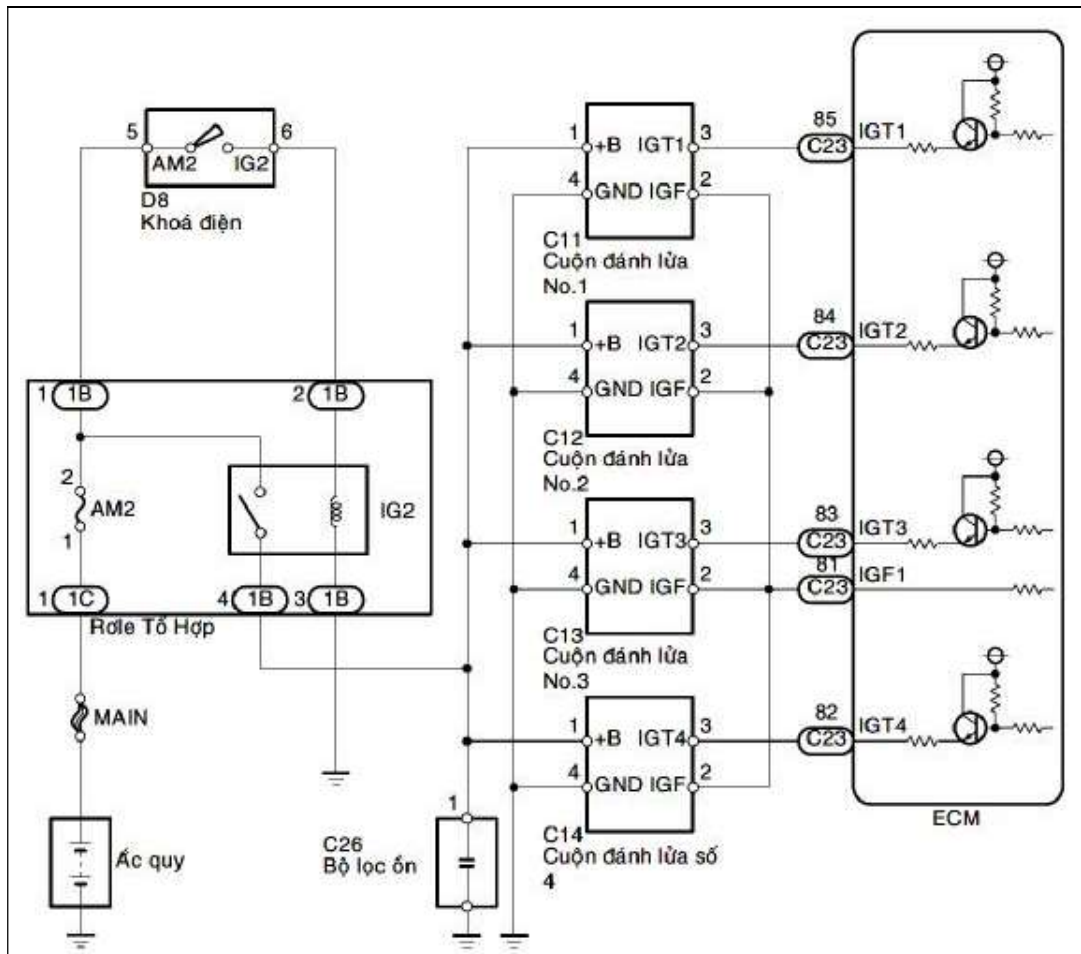 5 6
AM2 IG2
D8
Khoá điện
1 1B
2 1B
2
AM2
1
IG2
1 1C
4 1B
3 1B
Rơle Tổ Hợp
MAIN
Ắc quy
1
C26
Bộ lọc ồn
1 +B IGT1 3
4 GND IGF 2
C11
Cuộn đánh lửa
No.1
1 +B IGT2 3
4 GND IGF 2
C12
Cuộn đánh lửa
No.2
1 +B IGT3 3
4 GND IGF 2
C13
Cuộn đánh lửa
No.3
1 +B IGT4 3
4 GND IGF 2
C14
Cuộn đánh lửa số
4
85
C23 IGT1
84
C23 IGT2
83
C23 IGT3
81
C23 IGF1
82
C23 IGT4
ECM